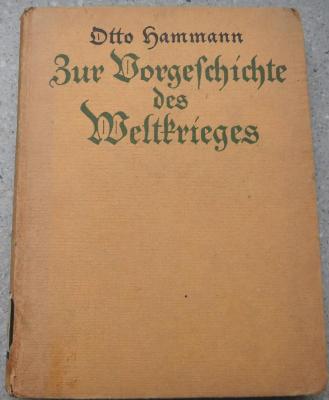 Otto Hammann
Zur Vorgeſchichte
des
Weltkrieges